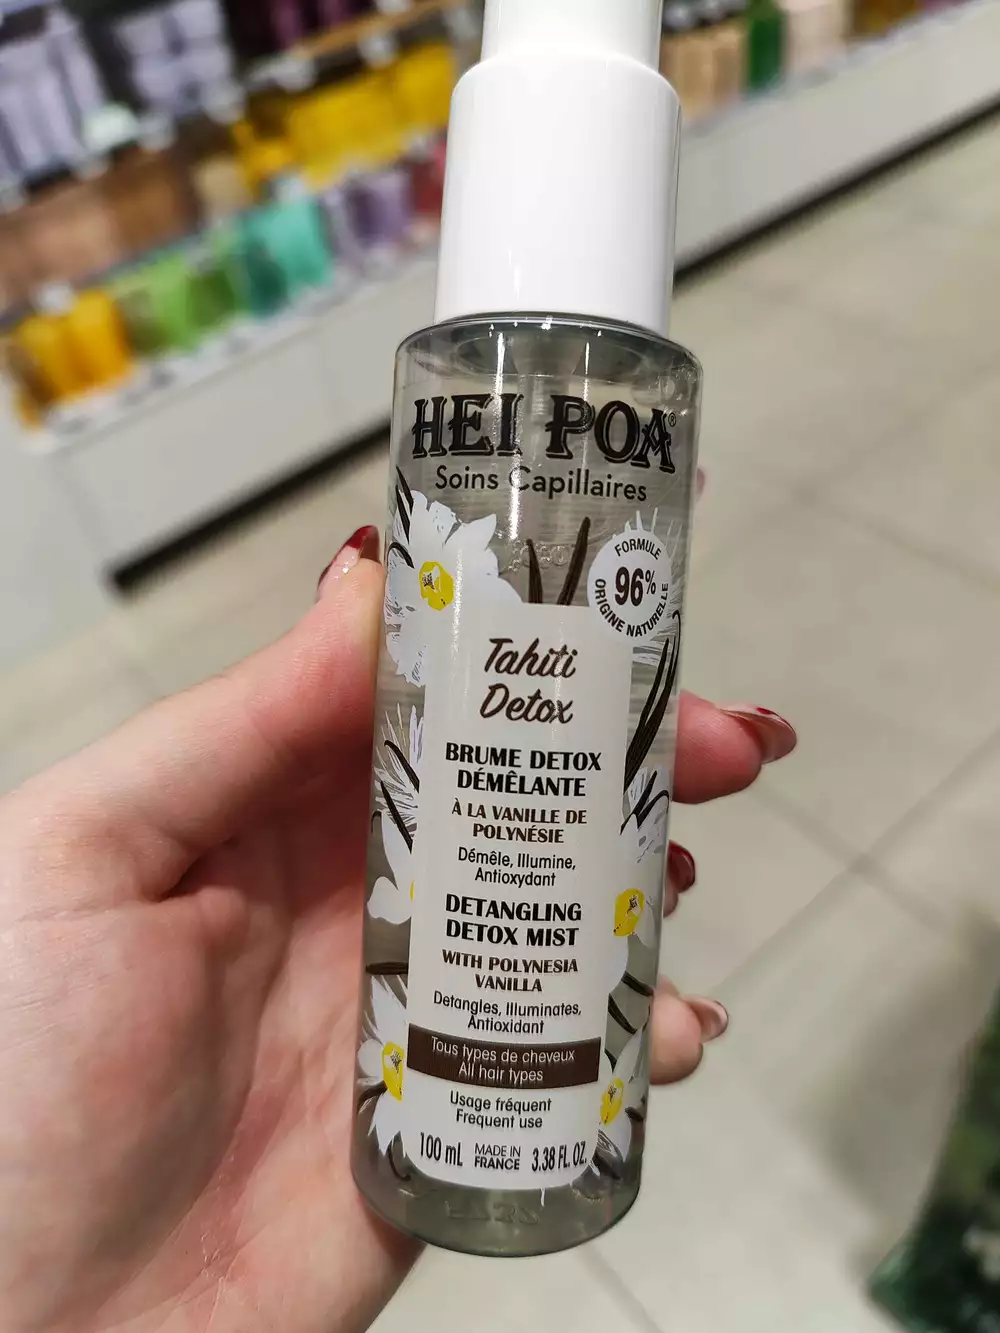 HEI POA®
Soins Capillaires
FORMULE
96%
ORIGINE NATURELLE
Tahiti
Detox
BRUME DETOX
DÉMÊLANTE
À LA VANILLE DE
POLYNÉSIE
Démêle, Illumine,
Antioxydant
DETANGLING
DETOX MIST
WITH POLYNESIA
VANILLA
Detangles, Illuminates,
Antioxidant
Tous types de cheveux
All hair types
Usage fréquent
Frequent use
100 mL MADE IN FRANCE 3.38 FL. OZ.